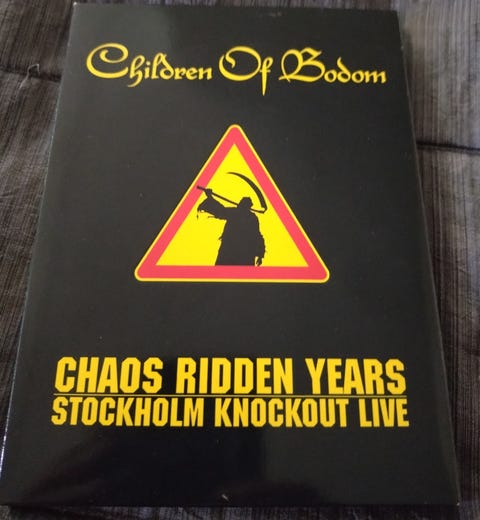 Children Of Bodom
CHAOS RIDDEN YEARS
STOCKHOLM KNOCKOUT LIVE